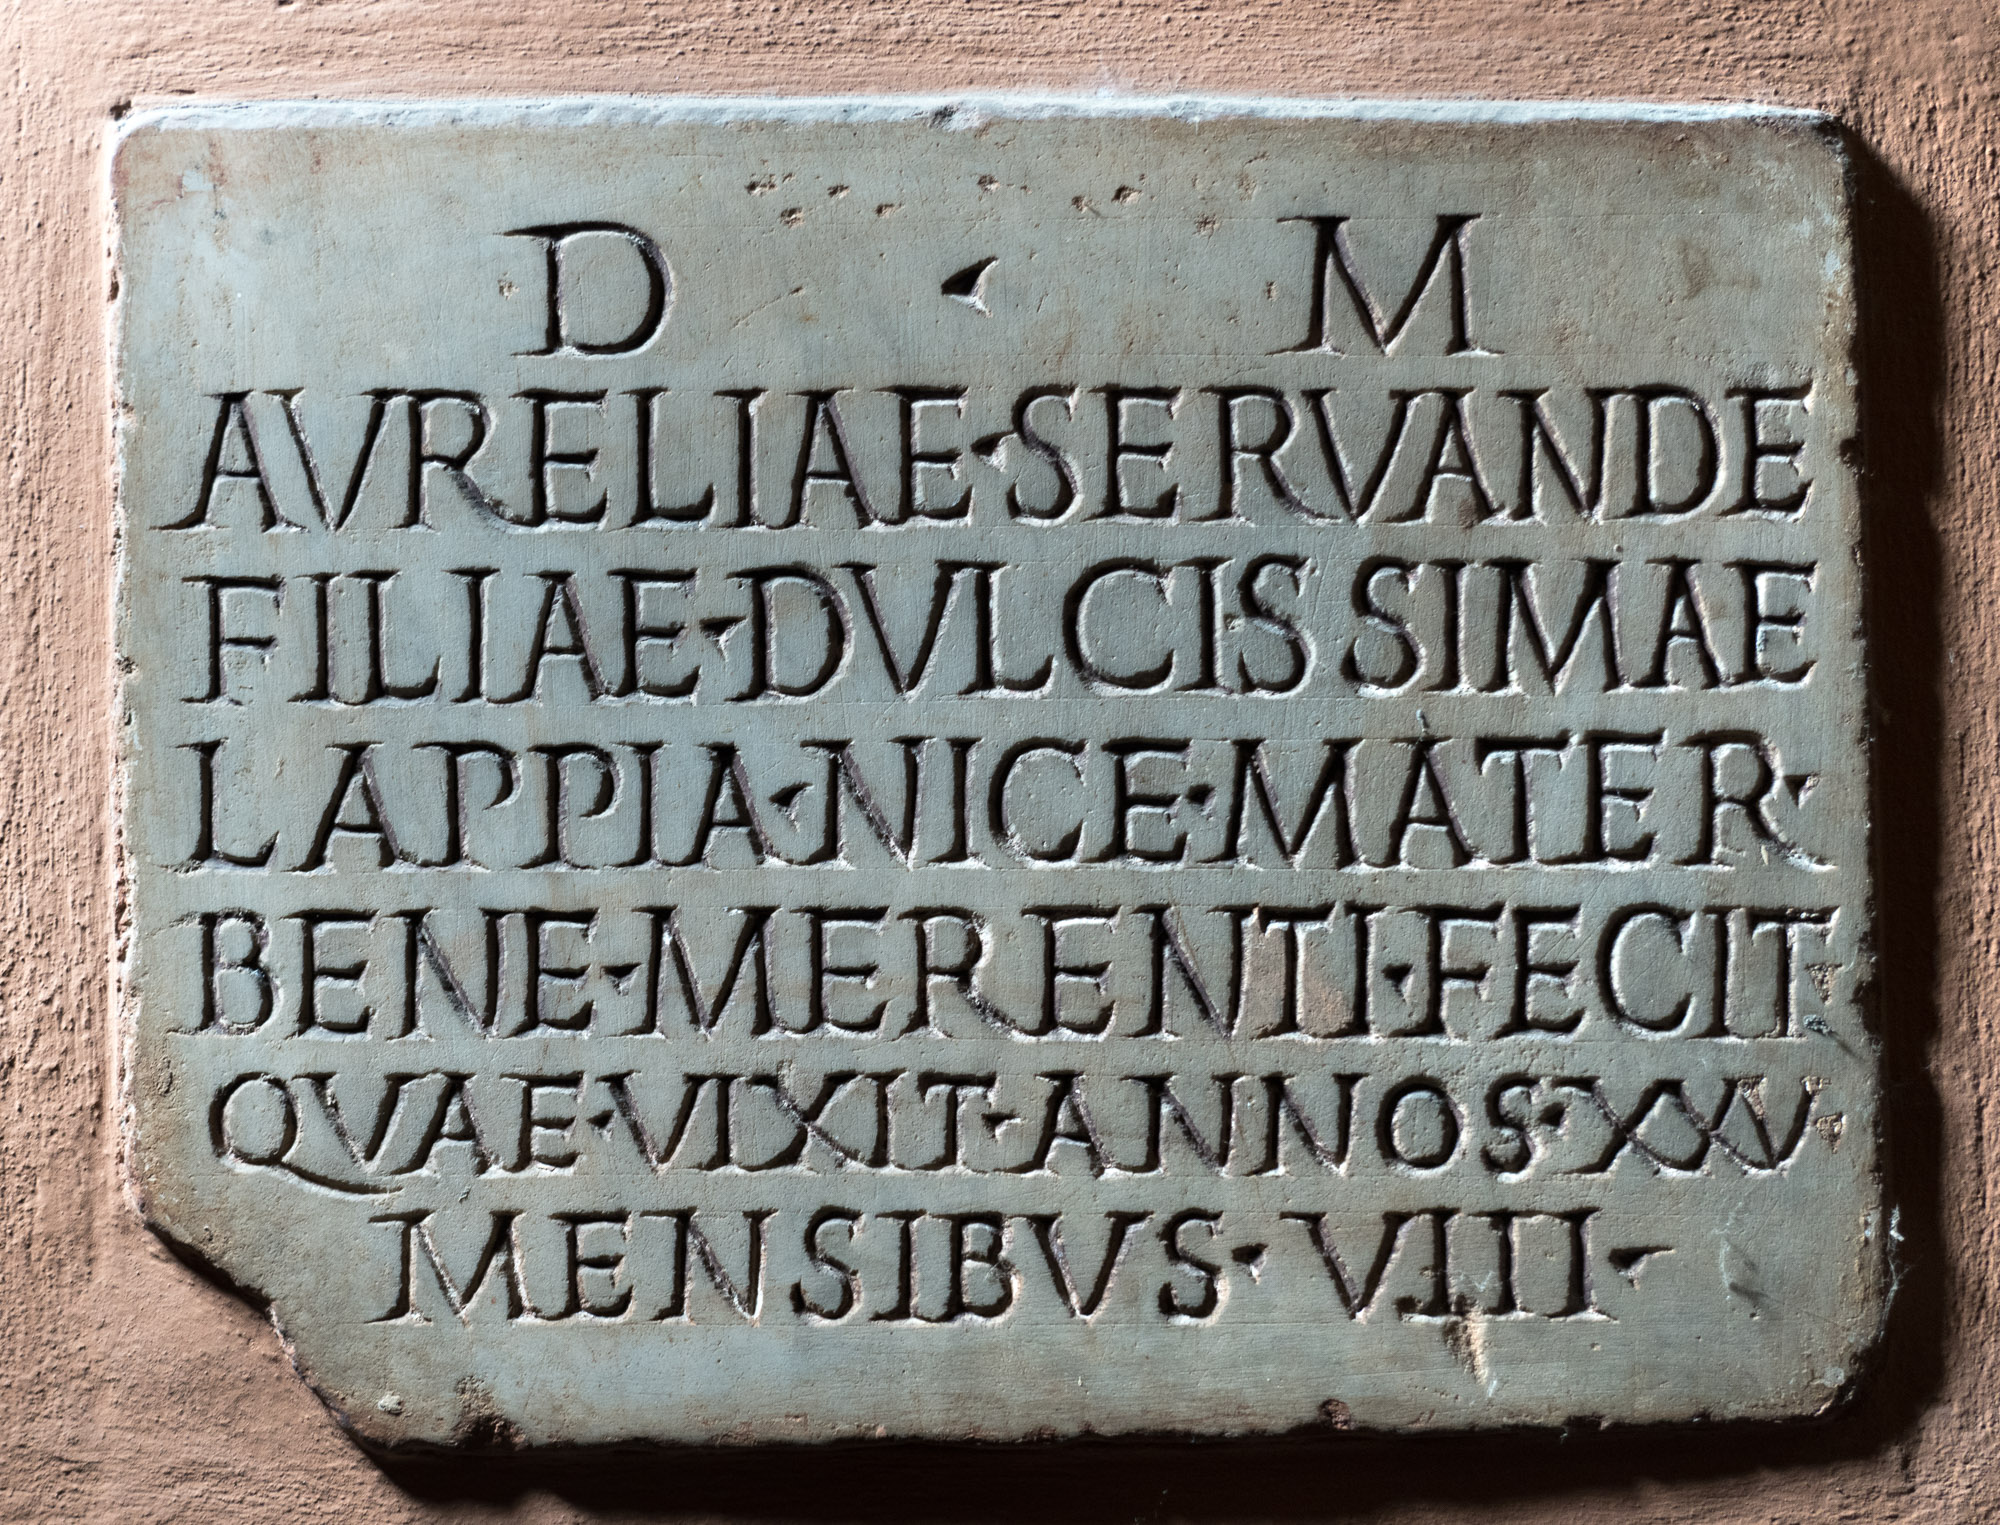 D · M
AVRELIAE · SERVANDE
FILIAE · DVLCISSIMAE
LAPPIA · NICE · MATER ·
BENE · MERENTI · FECIT ·
QVAE · VIXIT · ANNOS · XXV
MENSIBVS · VIII ·